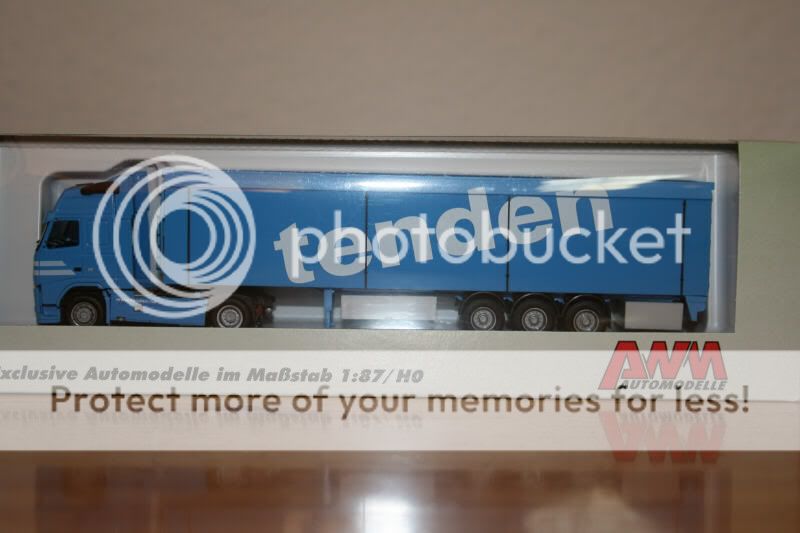 tenden
photobucket
Exclusive Automodelle im Maßstab 1:87/H0
AWM
AUTOMODELLE
Protect more of your memories for less!